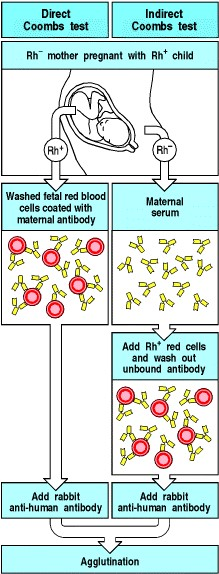 Direct
Coombs test
Indirect
Coombs test
Rh⁻ mother pregnant with Rh⁺ child
Rh⁺
Rh⁻
Washed fetal red blood
cells coated with
maternal antibody
Maternal
serum
Add Rh⁺ red cells
and wash out
unbound antibody
Add rabbit
anti-human antibody
Add rabbit
anti-human antibody
Agglutination